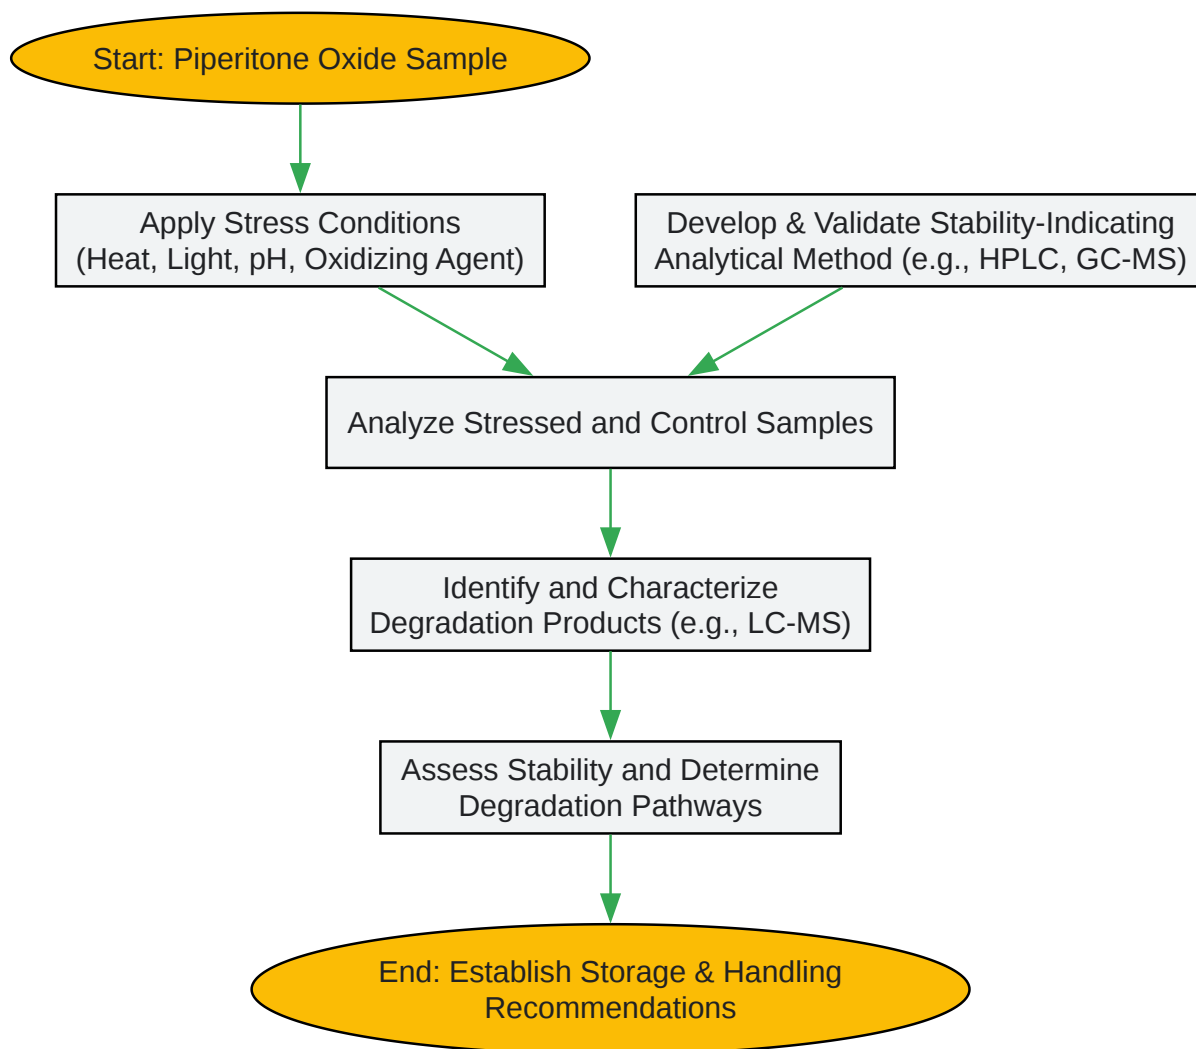 Start: Piperitone Oxide Sample
Apply Stress Conditions
(Heat, Light, pH, Oxidizing Agent)
Develop & Validate Stability-Indicating
Analytical Method (e.g., HPLC, GC-MS)
Analyze Stressed and Control Samples
Identify and Characterize
Degradation Products (e.g., LC-MS)
Assess Stability and Determine
Degradation Pathways
End: Establish Storage & Handling
Recommendations